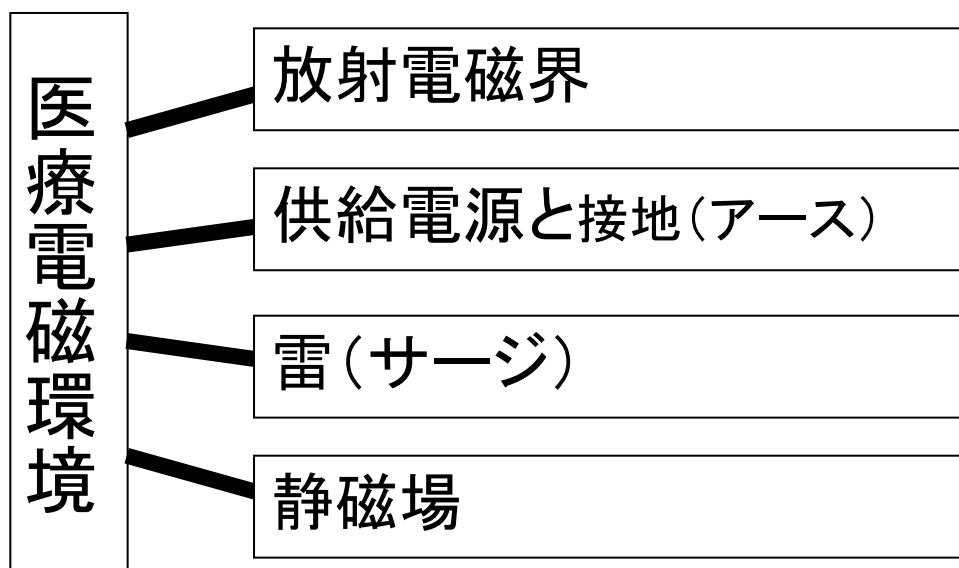 医療電磁環境
放射電磁界
供給電源と接地（アース）
雷（サージ）
静磁場